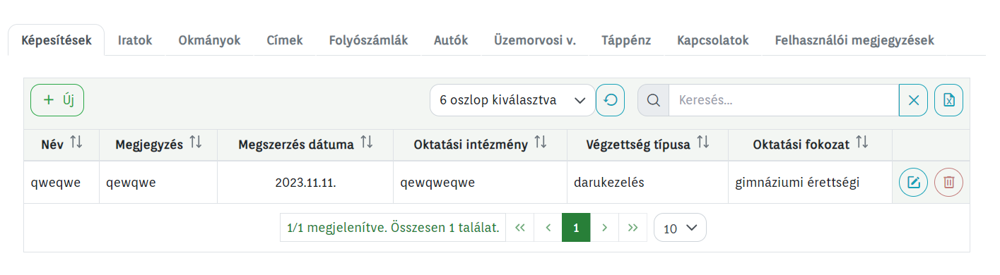 Képesítések Iratok Okmányok Címek Folyószámlák Autók Üzemorvosi v. Táppénz Kapcsolatok Felhasználói megjegyzések
+ Új 6 oszlop kiválasztva Keresés...
Név Megjegyzés Megszerzés dátuma Oktatási intézmény Végzettség típusa Oktatási fokozat
qweqwe qewqwe 2023.11.11. qewqweqwe darukezelés gimnáziumi érettségi
1/1 megjelenítve. Összesen 1 találat. « ‹ 1 › » 10